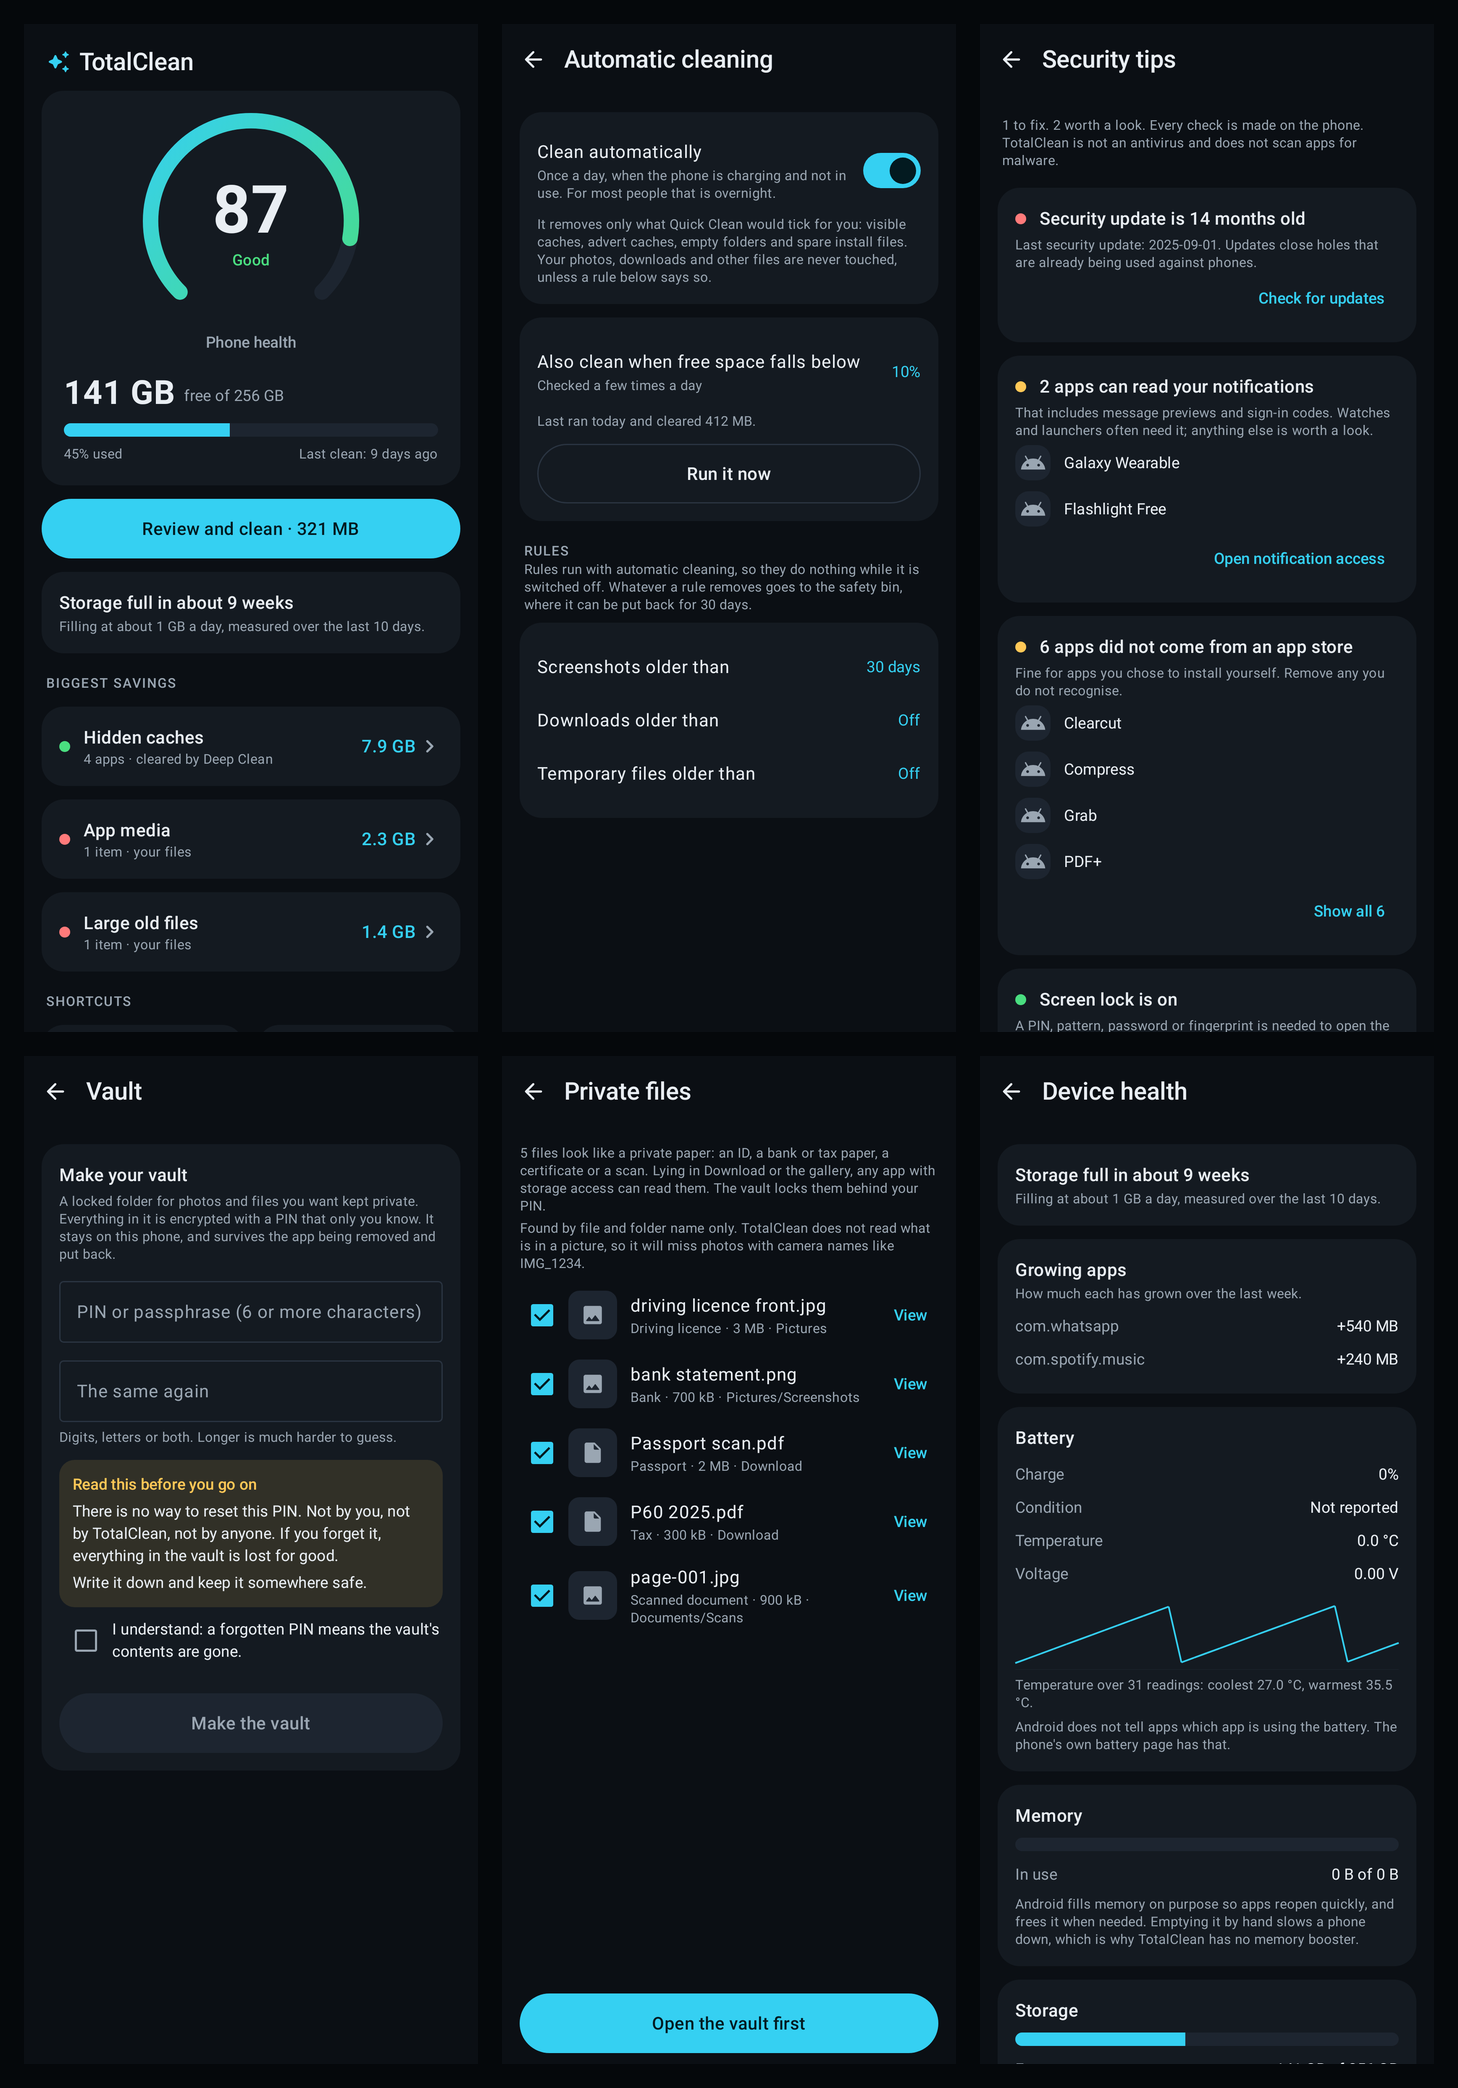 TotalClean
87
Good
Phone health
141 GB free of 256 GB
45% used
Last clean: 9 days ago
Review and clean · 321 MB
Storage full in about 9 weeks
Filling at about 1 GB a day, measured over the last 10 days.
BIGGEST SAVINGS
Hidden caches
4 apps · cleared by Deep Clean
7.9 GB
App media
1 item · your files
2.3 GB
Large old files
1 item · your files
1.4 GB
SHORTCUTS
Automatic cleaning
Clean automatically
Once a day, when the phone is charging and not in
use. For most people that is overnight.
It removes only what Quick Clean would tick for you: visible
caches, advert caches, empty folders and spare install files.
Your photos, downloads and other files are never touched,
unless a rule below says so.
Also clean when free space falls below
Checked a few times a day
10%
Last ran today and cleared 412 MB.
Run it now
RULES
Rules run with automatic cleaning, so they do nothing while it is
switched off. Whatever a rule removes goes to the safety bin,
where it can be put back for 30 days.
Screenshots older than
30 days
Downloads older than
Off
Temporary files older than
Off
Security tips
1 to fix. 2 worth a look. Every check is made on the phone.
TotalClean is not an antivirus and does not scan apps for
malware.
Security update is 14 months old
Last security update: 2025-09-01. Updates close holes that
are already being used against phones.
Check for updates
2 apps can read your notifications
That includes message previews and sign-in codes. Watches
and launchers often need it; anything else is worth a look.
Galaxy Wearable
Flashlight Free
Open notification access
6 apps did not come from an app store
Fine for apps you chose to install yourself. Remove any you
do not recognise.
Clearcut
Compress
Grab
PDF+
Show all 6
Screen lock is on
A PIN, pattern, password or fingerprint is needed to open the
Vault
Make your vault
A locked folder for photos and files you want kept private.
Everything in it is encrypted with a PIN that only you know. It
stays on this phone, and survives the app being removed and
put back.
PIN or passphrase (6 or more characters)
The same again
Digits, letters or both. Longer is much harder to guess.
Read this before you go on
There is no way to reset this PIN. Not by you, not
by TotalClean, not by anyone. If you forget it,
everything in the vault is lost for good.
Write it down and keep it somewhere safe.
I understand: a forgotten PIN means the vault's
contents are gone.
Make the vault
Private files
5 files look like a private paper: an ID, a bank or tax paper, a
certificate or a scan. Lying in Download or the gallery, any app with
storage access can read them. The vault locks them behind your
PIN.
Found by file and folder name only. TotalClean does not read what
is in a picture, so it will miss photos with camera names like
IMG_1234.
driving licence front.jpg
Driving licence · 3 MB · Pictures
View
bank statement.png
Bank · 700 kB · Pictures/Screenshots
View
Passport scan.pdf
Passport · 2 MB · Download
View
P60 2025.pdf
Tax · 300 kB · Download
View
page-001.jpg
Scanned document · 900 kB ·
Documents/Scans
View
Open the vault first
Device health
Storage full in about 9 weeks
Filling at about 1 GB a day, measured over the last 10 days.
Growing apps
How much each has grown over the last week.
com.whatsapp
+540 MB
com.spotify.music
+240 MB
Battery
Charge
0%
Condition
Not reported
Temperature
0.0 °C
Voltage
0.00 V
Temperature over 31 readings: coolest 27.0 °C, warmest 35.5
°C.
Android does not tell apps which app is using the battery. The
phone's own battery page has that.
Memory
In use
0 B of 0 B
Android fills memory on purpose so apps reopen quickly, and
frees it when needed. Emptying it by hand slows a phone
down, which is why TotalClean has no memory booster.
Storage